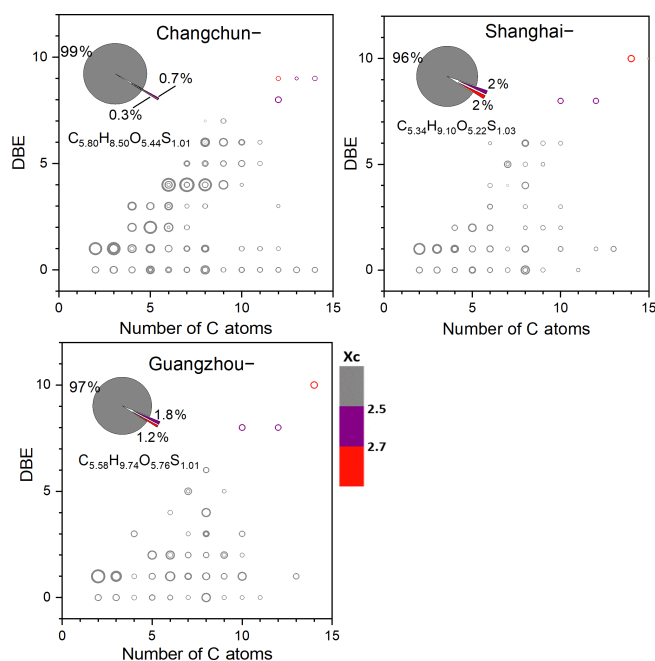 Changchun−
99%
0.7%
0.3%
C5.80H8.50O5.44S1.01
DBE
10
5
0
0 5 10 15
Number of C atoms
Shanghai−
96%
2%
2%
C5.34H9.10O5.22S1.03
DBE
10
5
0
0 5 10 15
Number of C atoms
Guangzhou−
97%
1.8%
1.2%
C5.58H9.74O5.76S1.01
DBE
10
5
0
0 5 10 15
Number of C atoms
Xc
2.5
2.7